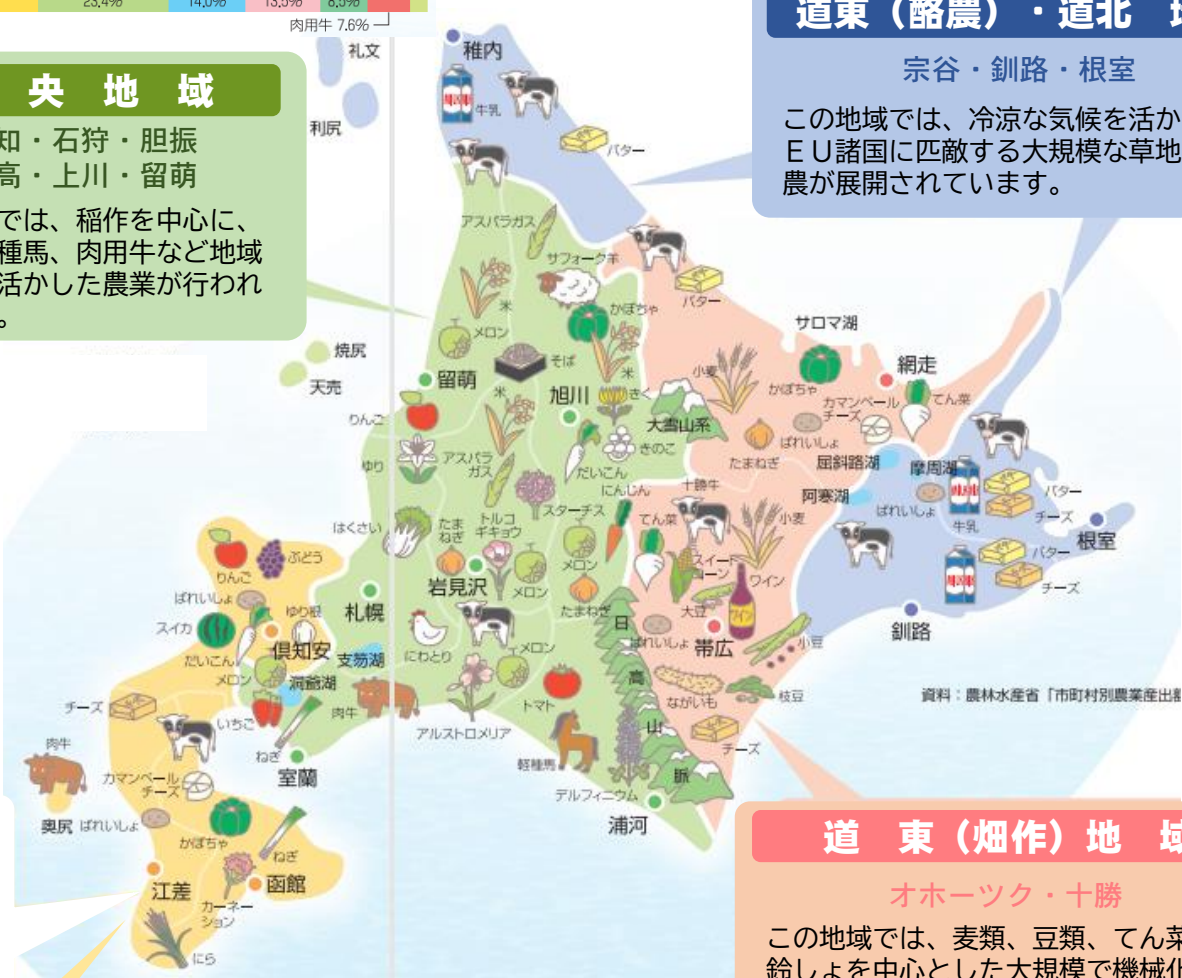 23.4%
14.0%
13.5%
8.5%
肉用牛 7.6%
道東（酪農）・道北
宗谷・釧路・根室
この地域では、冷涼な気候を活か
ＥＵ諸国に匹敵する大規模な草地
農が展開されています。
央 地 域
知・石狩・胆振
高・上川・留萌
では、稲作を中心に、
種馬、肉用牛など地域
活かした農業が行われ
。
礼文
稚内
牛乳
利尻
バター
アスパラガス
サフォーク羊
米
かぼちゃ
バター
メロン
サロマ湖
焼尻
そば
米
小麦
網走
天売
留萌
米
旭川
きく
かぼちゃ
カマンベール
チーズ
てん菜
りんご
大雪山系
ばれいしょ
ゆり
アスパラ
ガス
きのこ
たまねぎ
屈斜路湖
摩周湖
だいこん
にんじん
十勝牛
阿寒湖
バター
はくさい
たま
ねぎ
トルコ
ギキョウ
スターチス
てん菜
小麦
ばれいしょ
牛乳
チーズ
根室
ぶどう
りんご
メロン
スイート
コーン
ワイン
バター
チーズ
岩見沢
メロン
ばれいしょ
ゆり根
札幌
たまねぎ
大豆
ワイン
釧路
スイカ
日
ばれいしょ
帯広
小豆
だいこん
倶知安
支笏湖
にわとり
メロン
高
メロン
洞爺湖
ながいも
枝豆
資料：農林水産省「市町村別農業産出額
チーズ
いちご
肉牛
トマト
山
肉牛
ねぎ
アルストロメリア
チーズ
カマンベール
チーズ
室蘭
軽種馬
脈
デルフィニウム
奥尻
ばれいしょ
浦河
かぼちゃ
ねぎ
江差
函館
カーネー
ション
にら
道 東（畑作）地
オホーツク・十勝
この地域では、麦類、豆類、てん菜
鈴しょを中心とした大規模で機械化